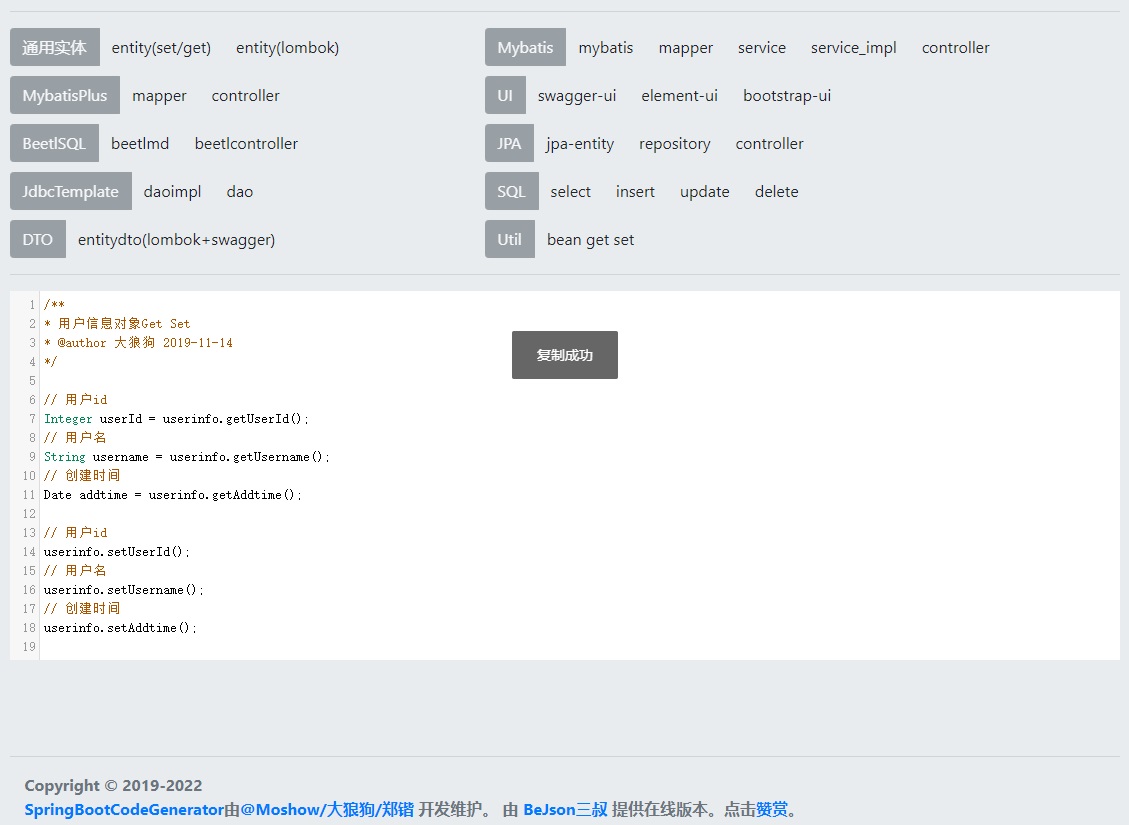 通用实体 entity(set/get) entity(lombok) Mybatis mybatis mapper service service_impl controller
MybatisPlus mapper controller UI swagger-ui element-ui bootstrap-ui
BeetlSQL beetlmd beetlcontroller JPA jpa-entity repository controller
JdbcTemplate daoimpl dao SQL select insert update delete
DTO entitydto(lombok+swagger) Util bean get set
1 /**
2 * 用户信息对象Get Set
3 * @author 大狼狗 2019-11-14
4 */
复制成功
5
6 // 用户id
7 Integer userId = userinfo.getUserId();
8 // 用户名
9 String username = userinfo.getUsername();
10 // 创建时间
11 Date addtime = userinfo.getAddtime();
12
13 // 用户id
14 userinfo.setUserId();
15 // 用户名
16 userinfo.setUsername();
17 // 创建时间
18 userinfo.setAddtime();
19
Copyright © 2019-2022
SpringBootCodeGenerator由@Moshow/大狼狗/郑锴 开发维护。 由 BeJson三叔 提供在线版本。点击赞赏。